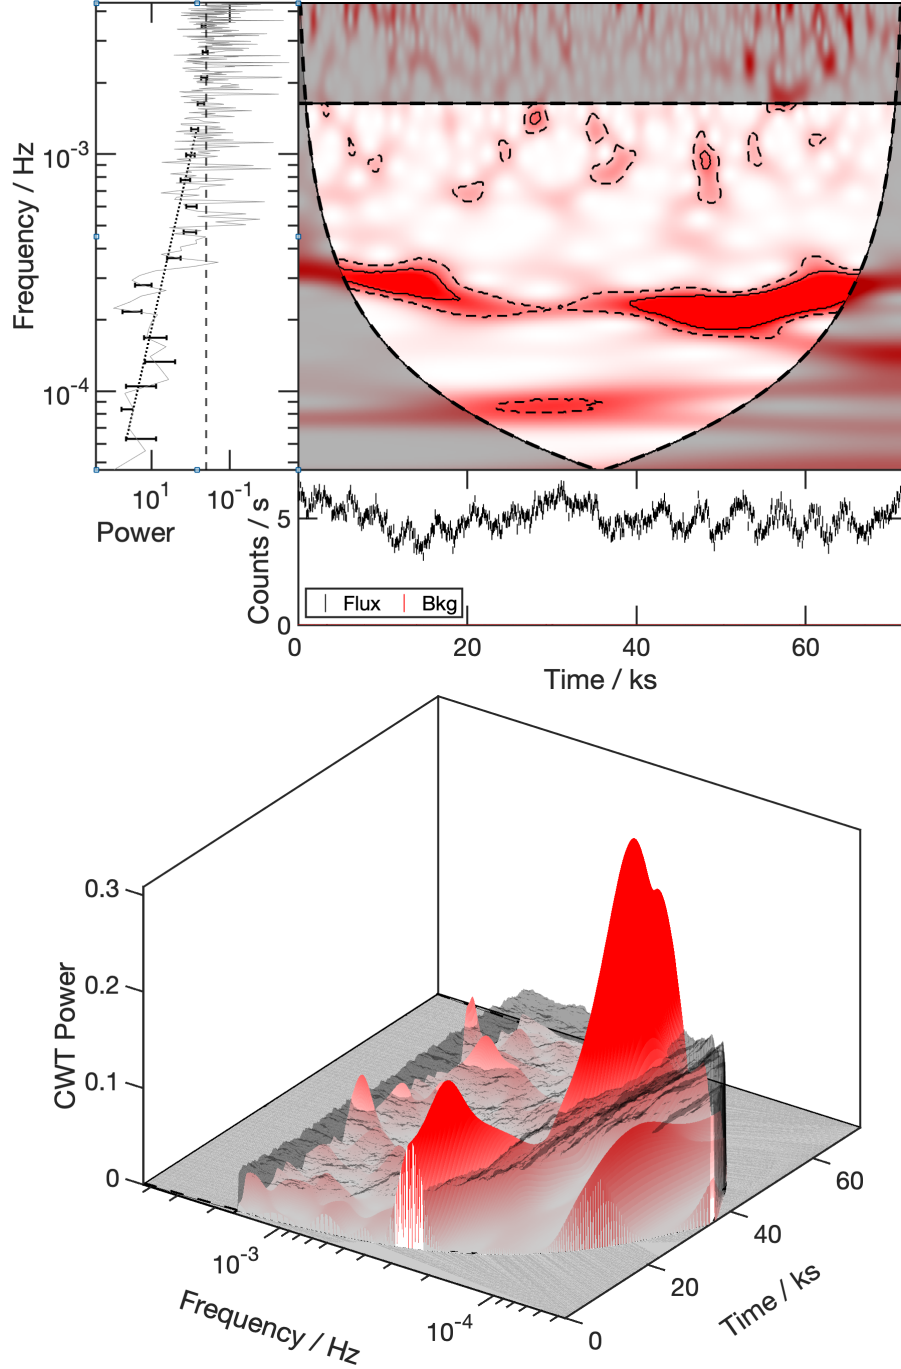 Frequency / Hz
10-3
10-4
101
10-1
Power
Counts / s
5
0
Flux
Bkg
0
20
40
60
Time / ks
CWT Power
0.3
0.2
0.1
0
10-3
10-4
Frequency / Hz
0
20
40
60
Time / ks